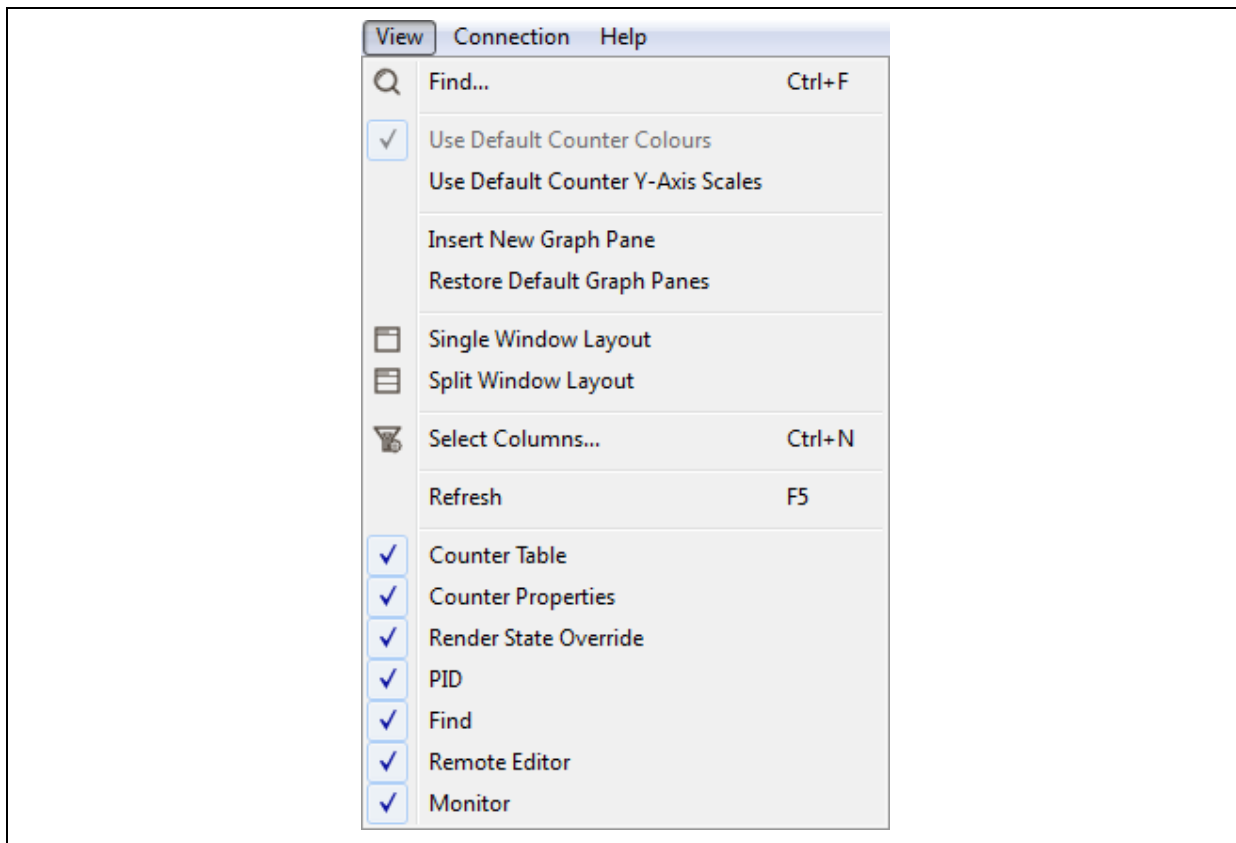 View Connection Help
Find... Ctrl+F
Use Default Counter Colours
Use Default Counter Y-Axis Scales
Insert New Graph Pane
Restore Default Graph Panes
Single Window Layout
Split Window Layout
Select Columns... Ctrl+N
Refresh F5
Counter Table
Counter Properties
Render State Override
PID
Find
Remote Editor
Monitor